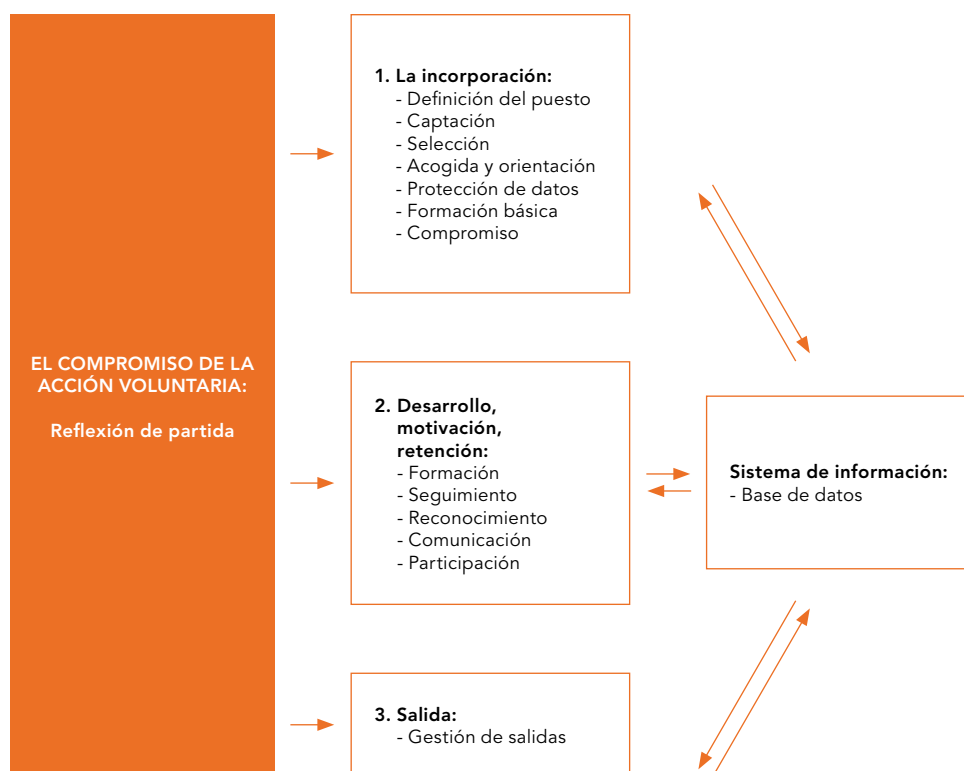 EL COMPROMISO DE LA
ACCIÓN VOLUNTARIA:
Reflexión de partida
1. La incorporación:
- Definición del puesto
- Captación
- Selección
- Acogida y orientación
- Protección de datos
- Formación básica
- Compromiso
2. Desarrollo,
motivación,
retención:
- Formación
- Seguimiento
- Reconocimiento
- Comunicación
- Participación
3. Salida:
- Gestión de salidas
Sistema de información:
- Base de datos